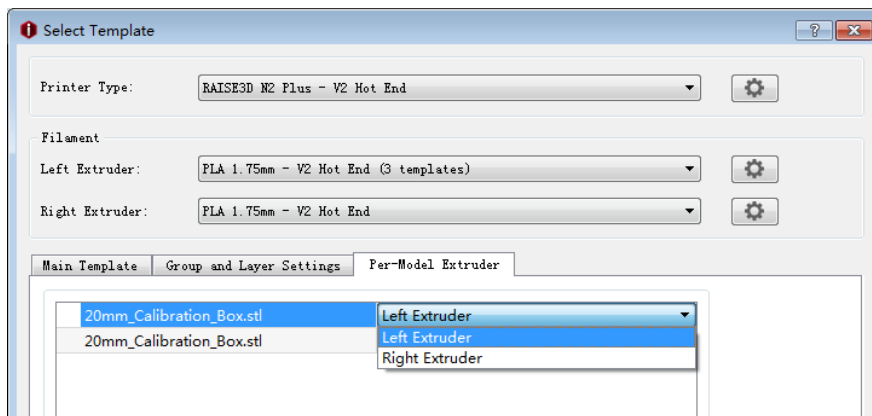 Select Template
Printer Type: RAISE3D N2 Plus - V2 Hot End
Filament
Left Extruder: PLA 1.75mm - V2 Hot End (3 templates)
Right Extruder: PLA 1.75mm - V2 Hot End
Main Template Group and Layer Settings Per-Model Extruder
20mm_Calibration_Box.stl Left Extruder
20mm_Calibration_Box.stl Left Extruder
Right Extruder